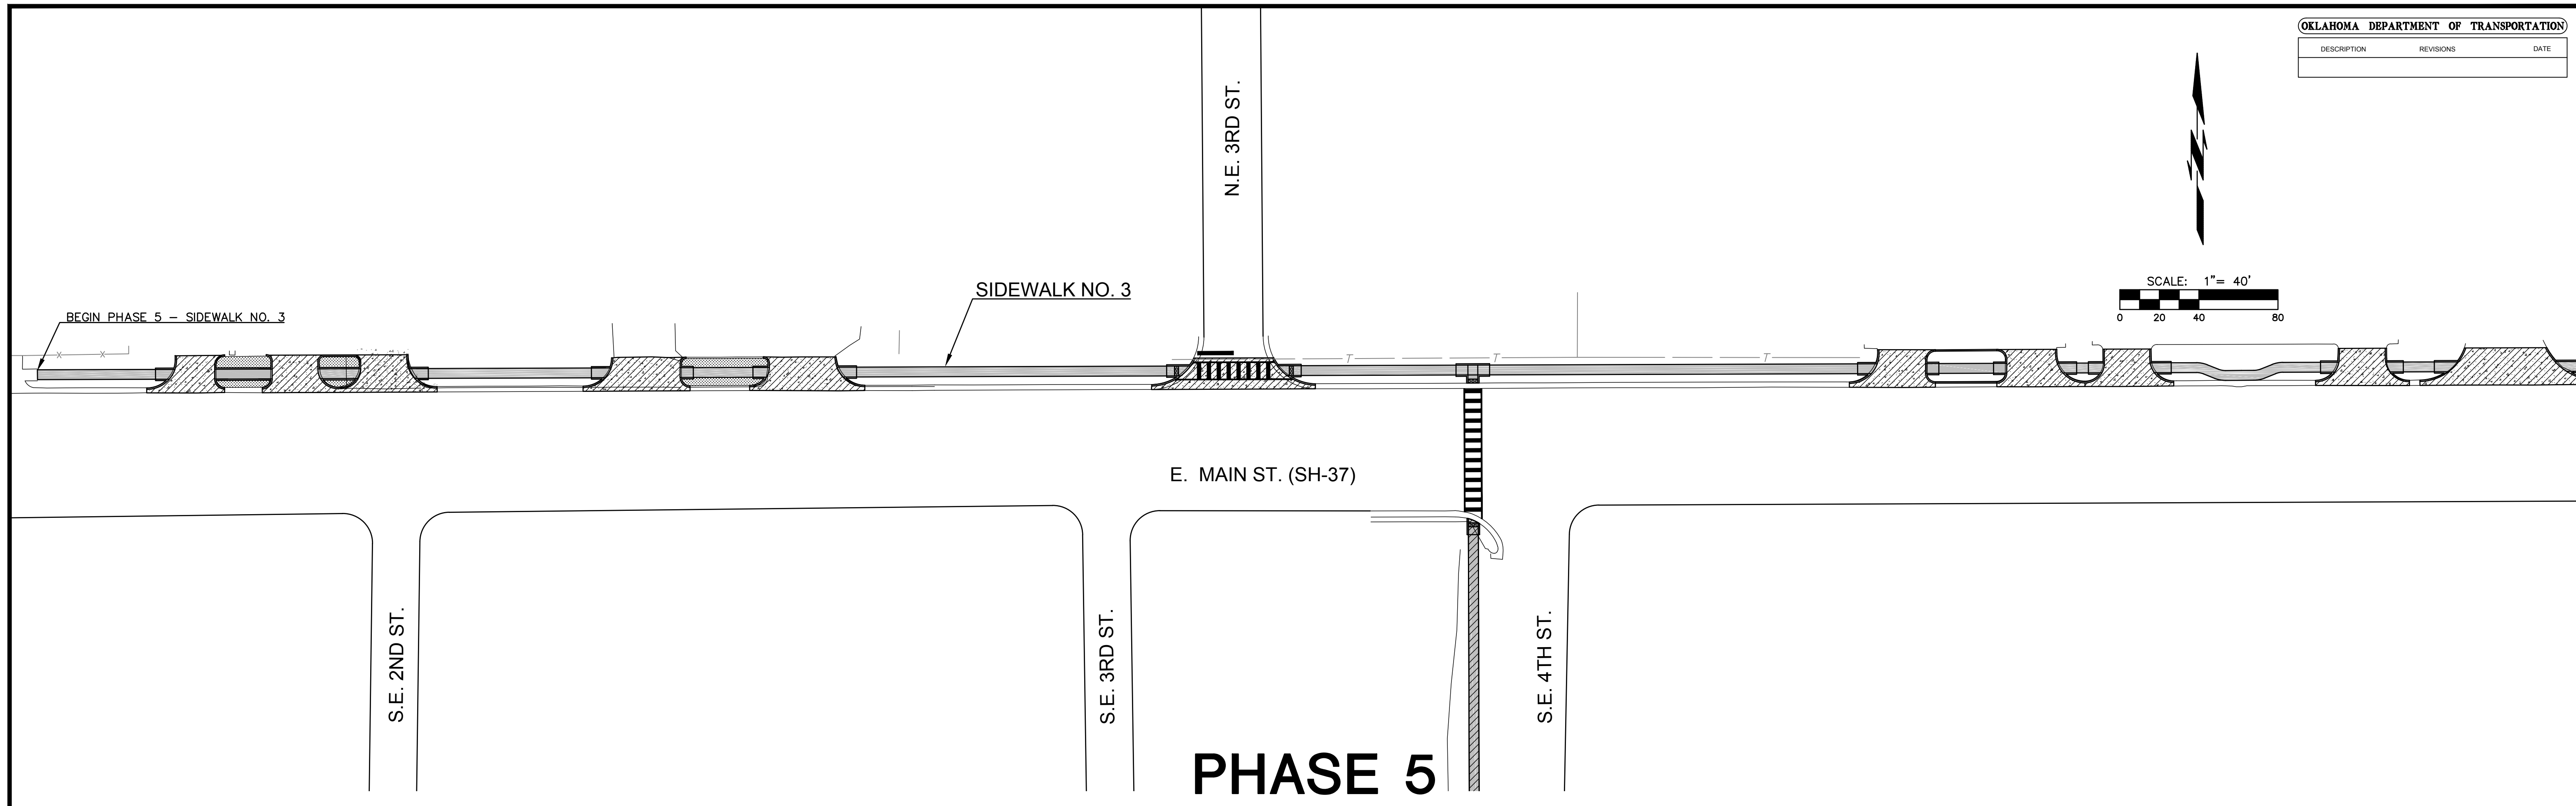 OKLAHOMA DEPARTMENT OF TRANSPORTATION
DESCRIPTION REVISIONS DATE
N.E. 3RD ST.
SCALE: 1"= 40'
0 20 40 80
SIDEWALK NO. 3
BEGIN PHASE 5 – SIDEWALK NO. 3
X X
T T T
E. MAIN ST. (SH-37)
S.E. 2ND ST.
S.E. 3RD ST.
S.E. 4TH ST.
PHASE 5